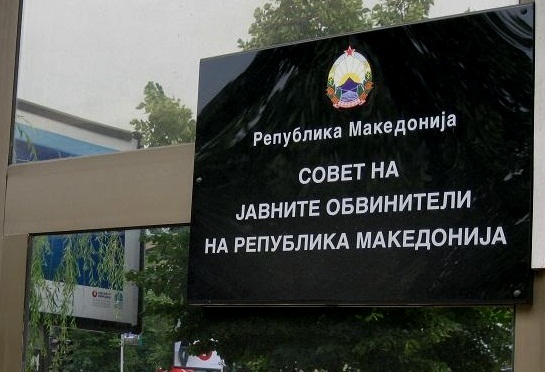 Република Македонија
СОВЕТ НА
ЈАВНИТЕ ОБВИНИТЕЛИ
НА РЕПУБЛИКА МАКЕДОНИЈА